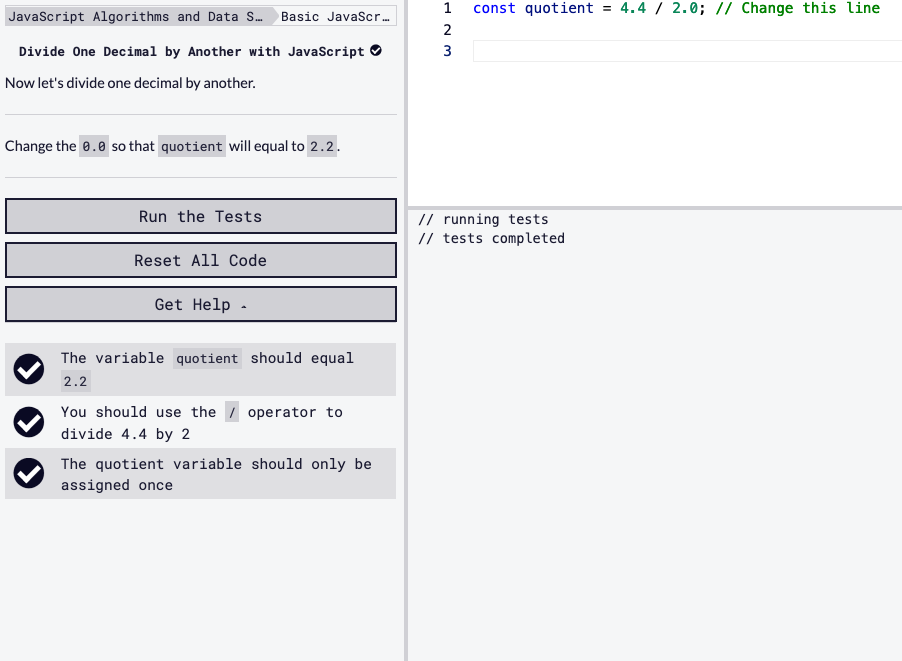 JavaScript Algorithms and Data S…
Basic JavaScr…
Divide One Decimal by Another with JavaScript
Now let's divide one decimal by another.
Change the 0.0 so that quotient will equal to 2.2.
Run the Tests
Reset All Code
Get Help
The variable quotient should equal
2.2
You should use the / operator to
divide 4.4 by 2
The quotient variable should only be
assigned once
1 const quotient = 4.4 / 2.0; // Change this line
2
3
// running tests
// tests completed